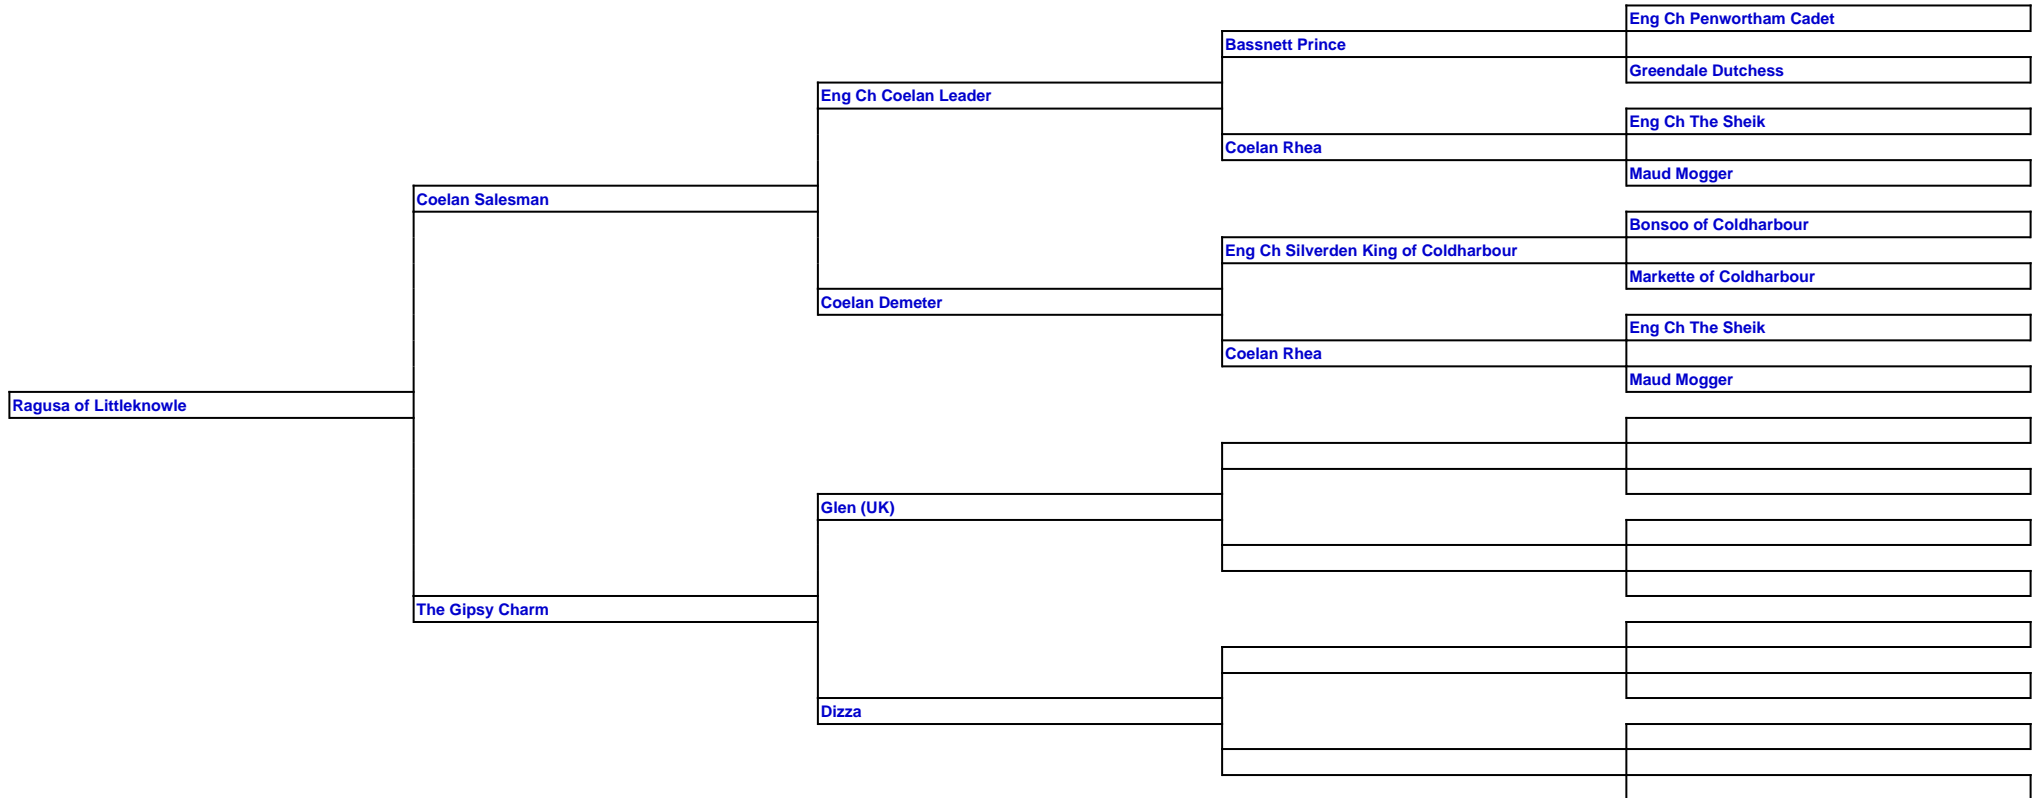 Eng Ch Penwortham Cadet
Bassnett Prince
Greendale Dutchess
Eng Ch Coelan Leader
Eng Ch The Sheik
Coelan Rhea
Maud Mogger
Coelan Salesman
Bonsoo of Coldharbour
Eng Ch Silverden King of Coldharbour
Markette of Coldharbour
Coelan Demeter
Eng Ch The Sheik
Coelan Rhea
Maud Mogger
Ragusa of Littleknowle
Glen (UK)
The Gipsy Charm
Dizza